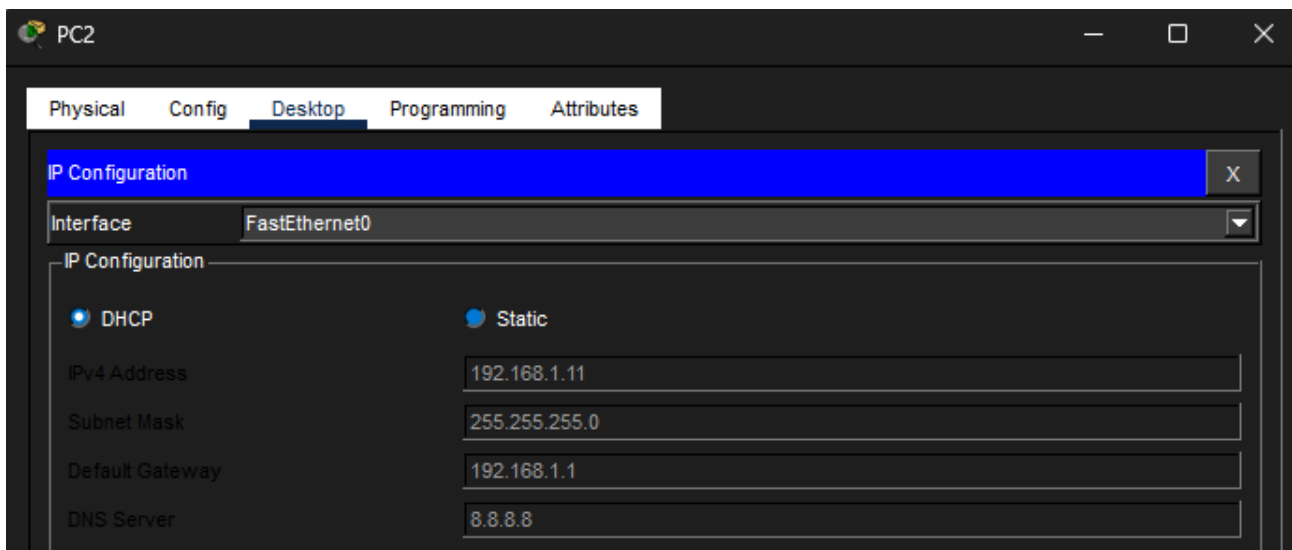 PC2
Physical Config Desktop Programming Attributes
IP Configuration X
Interface FastEthernet0
IP Configuration
DHCP Static
IPv4 Address 192.168.1.11
Subnet Mask 255.255.255.0
Default Gateway 192.168.1.1
DNS Server 8.8.8.8